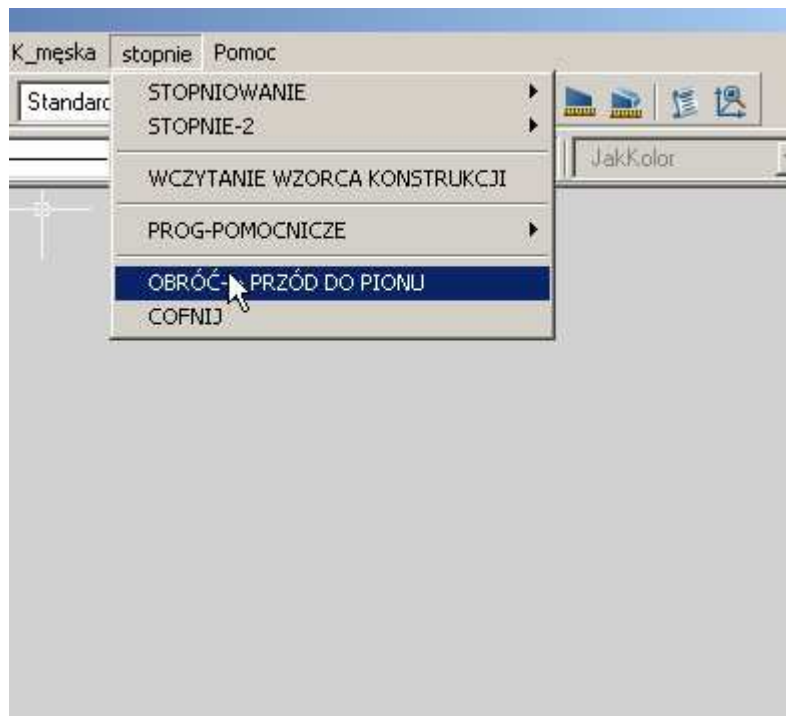 K_męska stopnie Pomoc
Standard
STOPNIOWANIE
STOPNIE-2
WCZYTANIE WZORCA KONSTRUKCJI
JakKolor
PROG-POMOCNICZE
OBRÓĆ- PRZÓD DO PIONU
COFNIJ